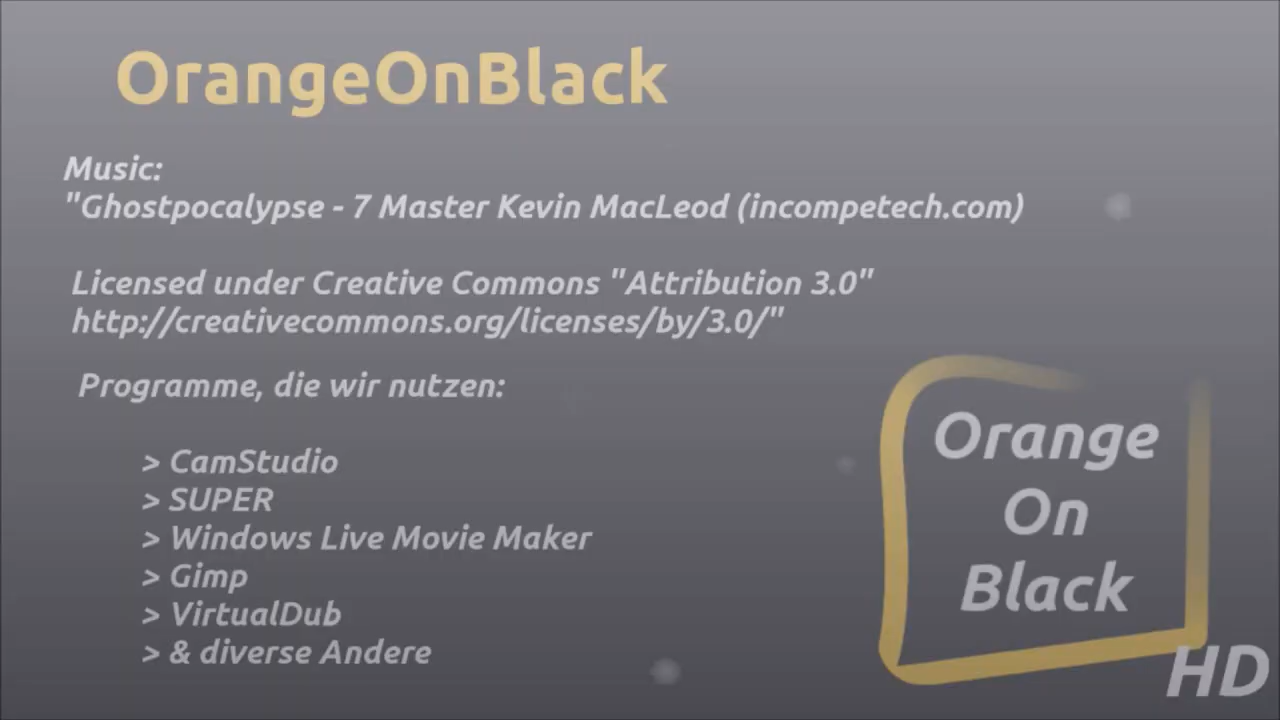 OrangeOnBlack
Music:
"Ghostpocalypse - 7 Master Kevin MacLeod (incompetech.com)
Licensed under Creative Commons "Attribution 3.0"
http://creativecommons.org/licenses/by/3.0/"
Programme, die wir nutzen:
> CamStudio
> SUPER
> Windows Live Movie Maker
> Gimp
> VirtualDub
> & diverse Andere
Orange
On
Black
HD